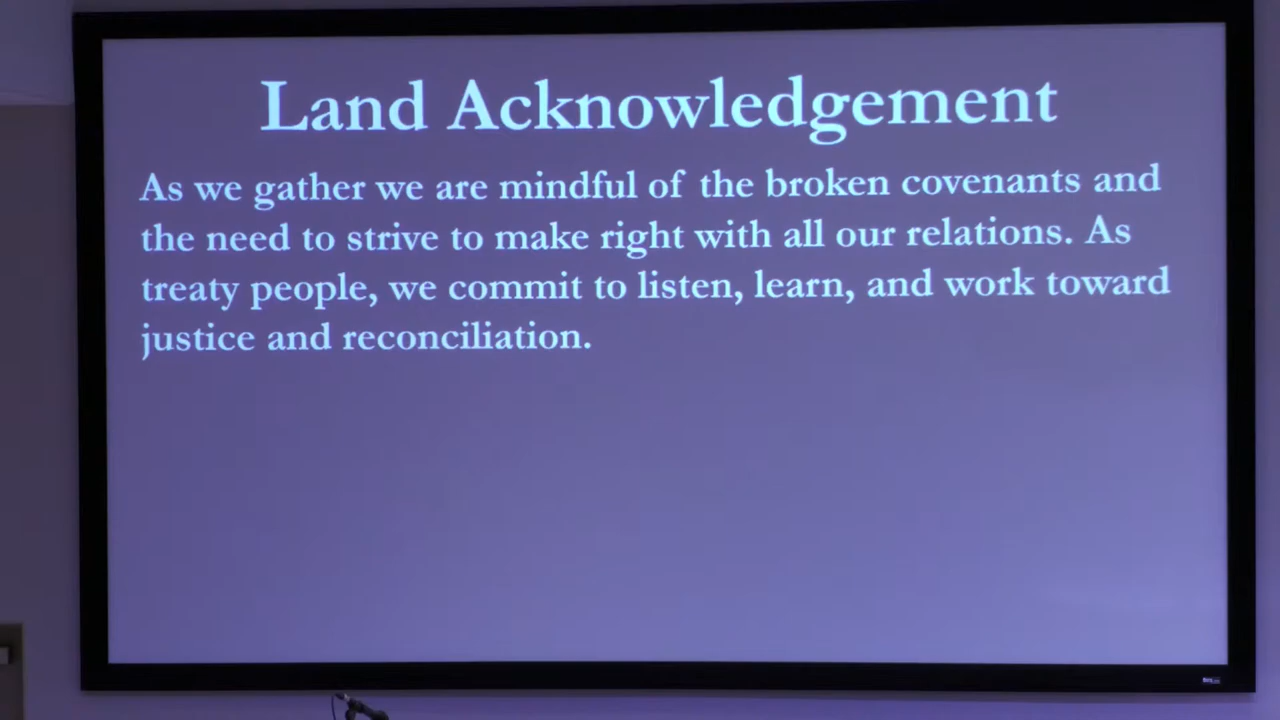 Land Acknowledgement
As we gather we are mindful of the broken covenants and
the need to strive to make right with all our relations. As
treaty people, we commit to listen, learn, and work toward
justice and reconciliation.